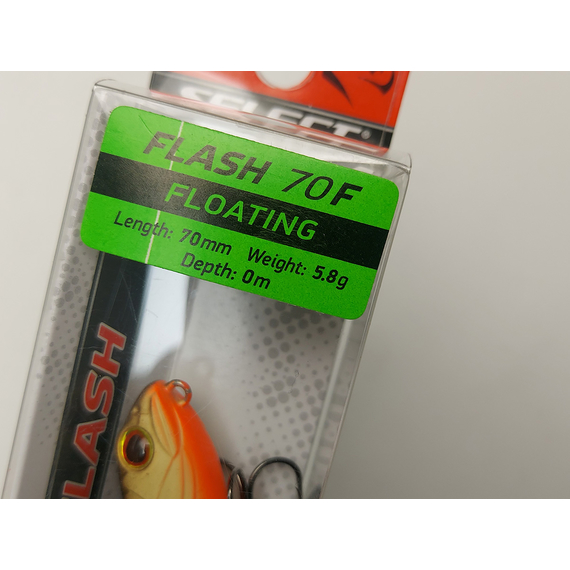 SELECT®
FLASH 70F
FLOATING
Length: 70mm Weight: 5.8g
Depth: 0m
FLASH